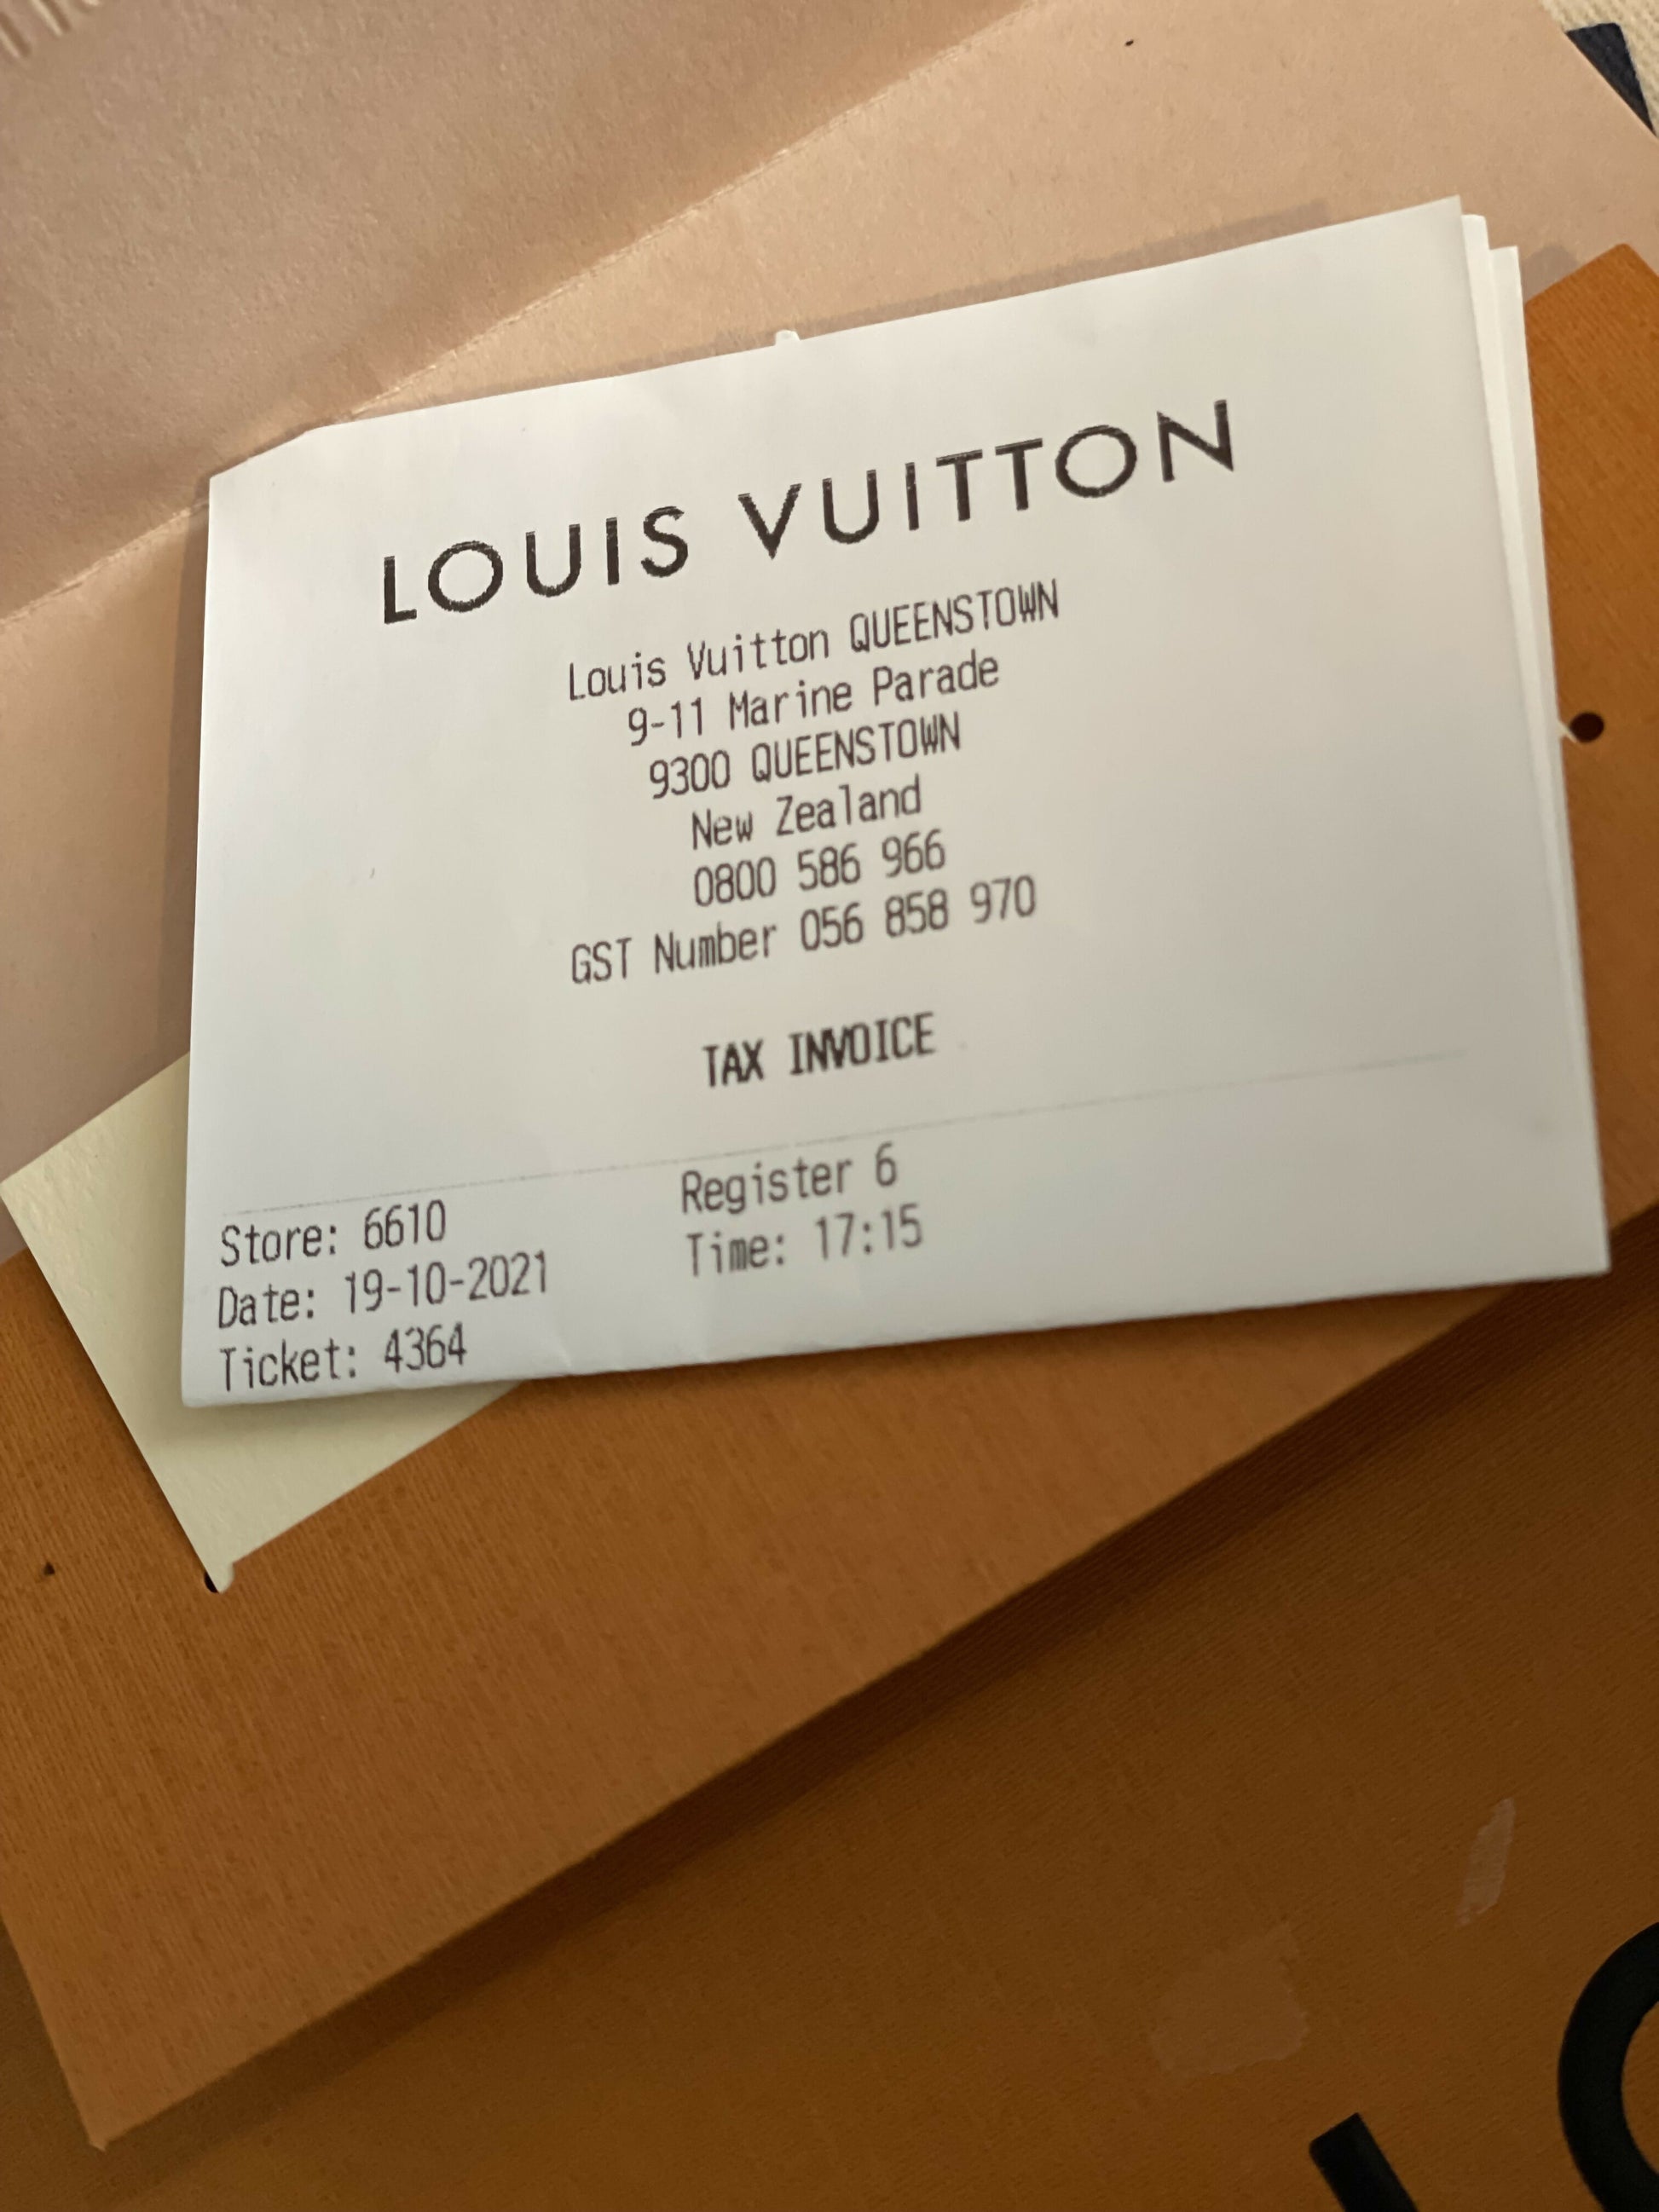 LOUIS VUITTON
Louis Vuitton QUEENSTOWN
9-11 Marine Parade
9300 QUEENSTOWN
New Zealand
0800 586 966
GST Number 056 858 970
TAX INVOICE
Store: 6610 Register 6
Date: 19-10-2021 Time: 17:15
Ticket: 4364
LO